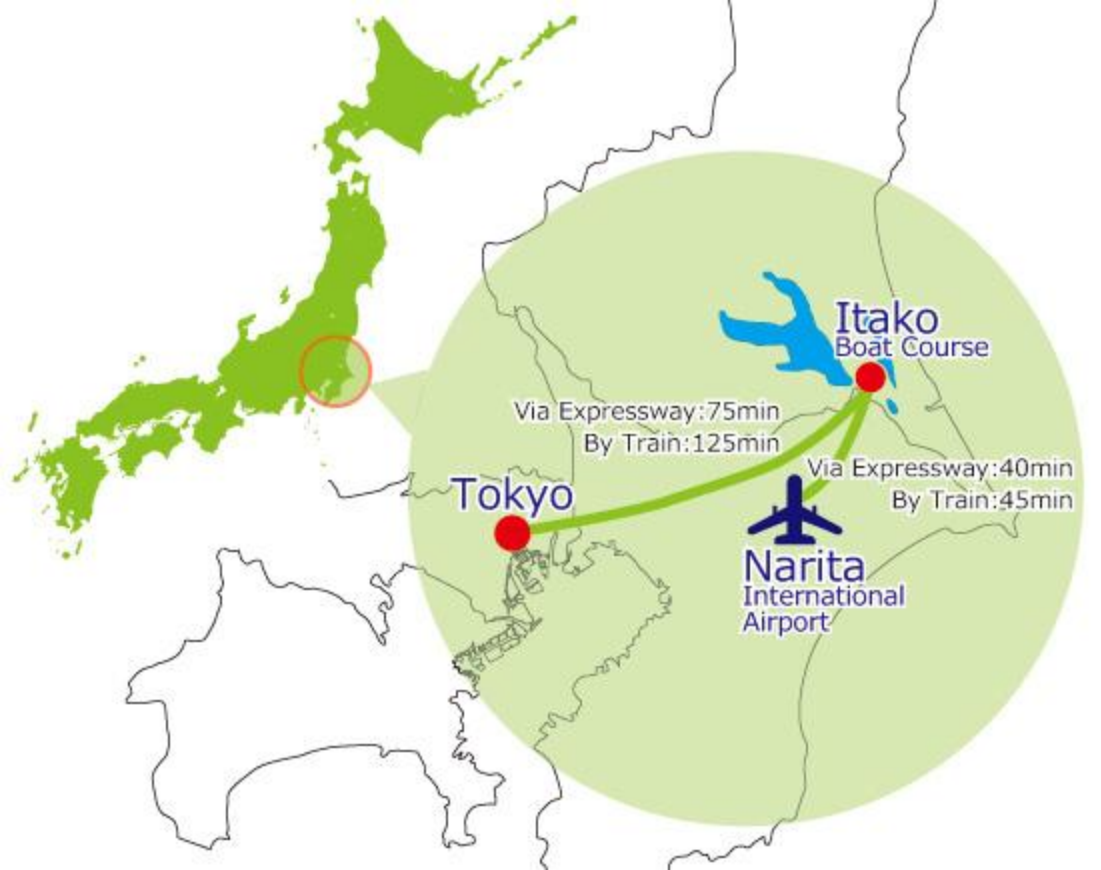 Itako
Boat Course
Via Expressway:75min
By Train:125min
Via Expressway:40min
By Train:45min
Tokyo
Narita
International
Airport